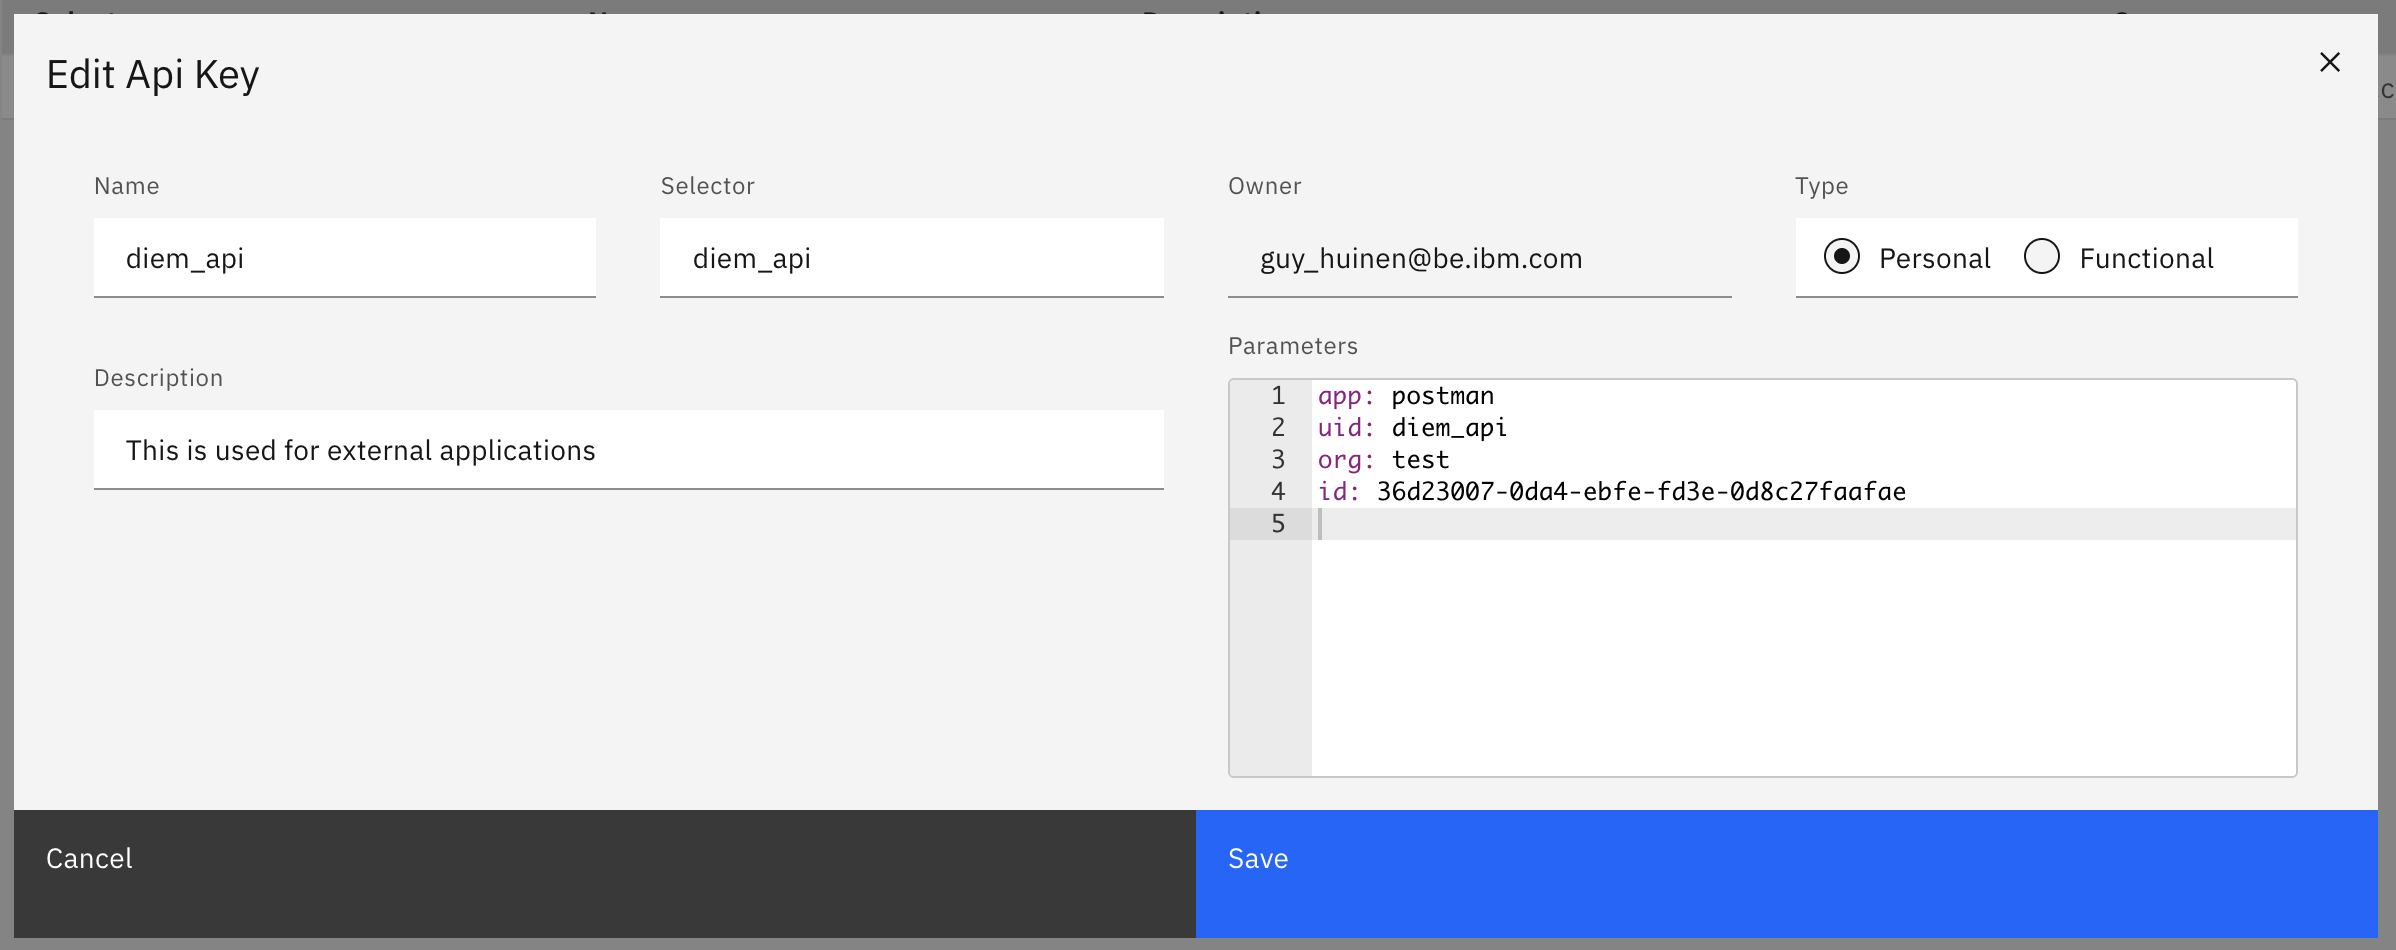 Edit Api Key
Name
Selector
Owner
Type
diem_api
diem_api
guy_huinen@be.ibm.com
Personal
Functional
Description
This is used for external applications
Parameters
1 app: postman
2 uid: diem_api
3 org: test
4 id: 36d23007-0da4-ebfe-fd3e-0d8c27faafae
5
Cancel
Save